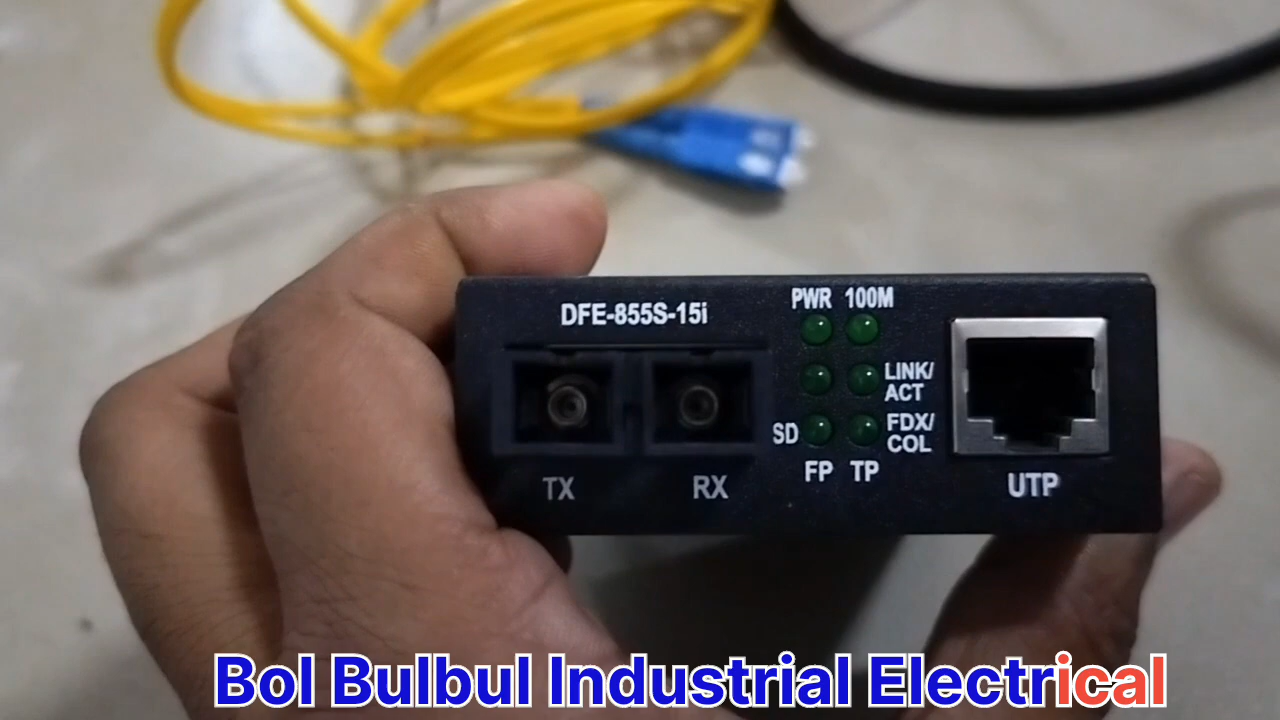 DFE-855S-15i
PWR 100M
LINK/
ACT
SD
FDX/
COL
FP TP
TX
RX
UTP
Bol Bulbul Industrial Electrical